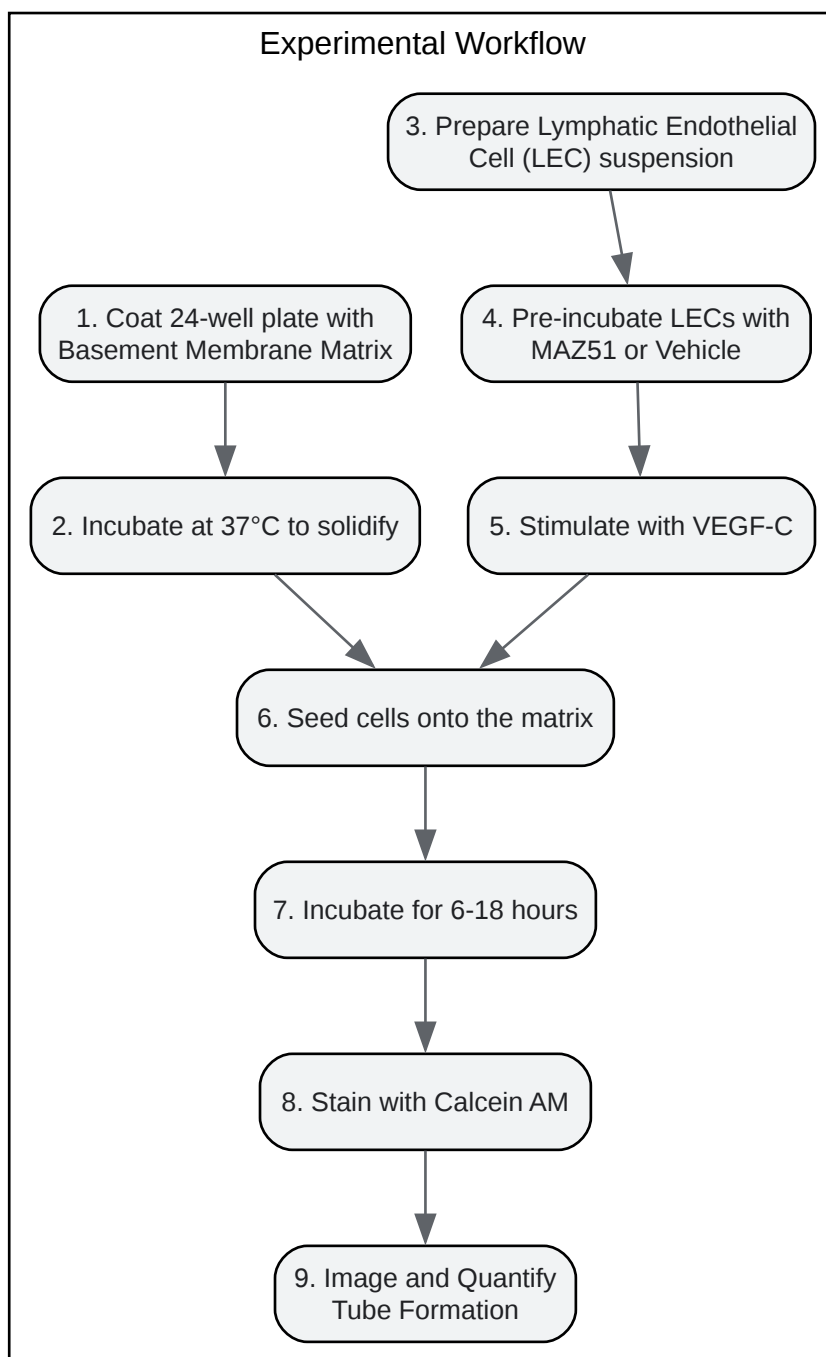 Experimental Workflow
3. Prepare Lymphatic Endothelial
Cell (LEC) suspension
1. Coat 24-well plate with
Basement Membrane Matrix
4. Pre-incubate LECs with
MAZ51 or Vehicle
2. Incubate at 37°C to solidify
5. Stimulate with VEGF-C
6. Seed cells onto the matrix
7. Incubate for 6-18 hours
8. Stain with Calcein AM
9. Image and Quantify
Tube Formation